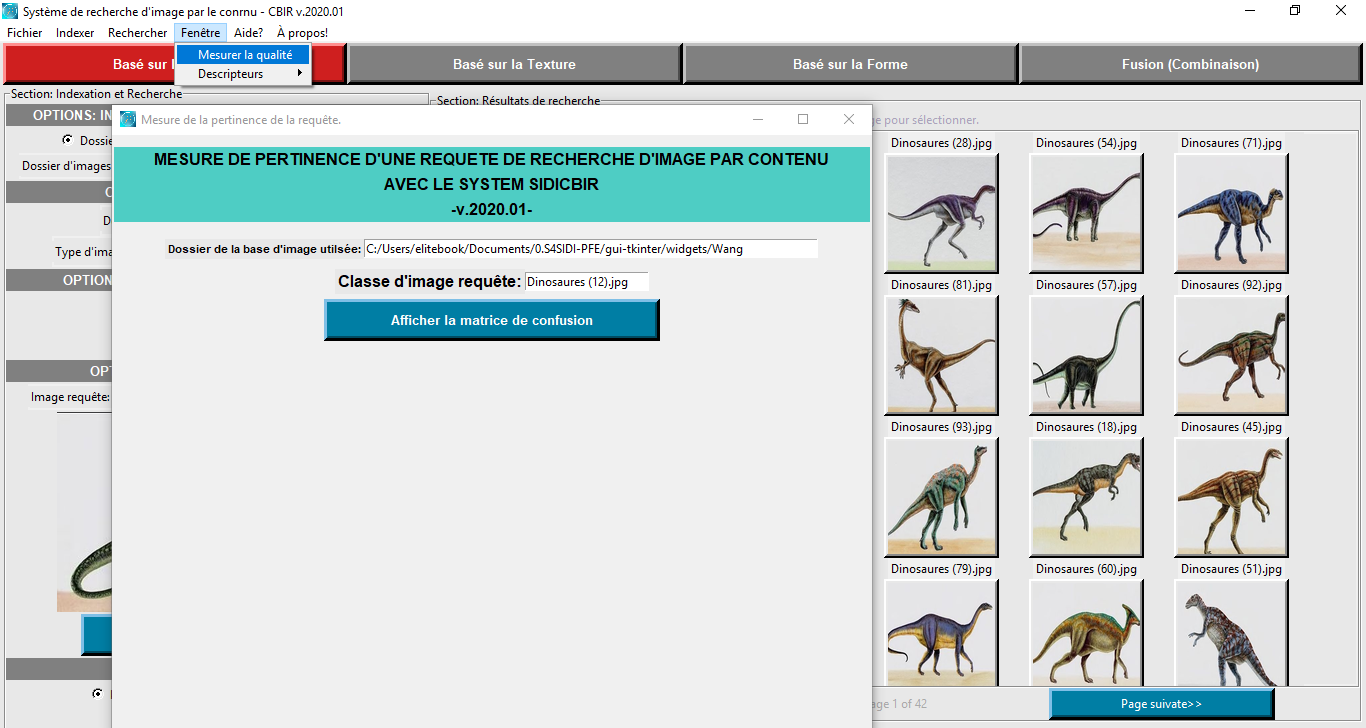 Système de recherche d'image par le conrnu - CBIR v.2020.01
Fichier Indexer Rechercher Fenêtre Aide? À propos!
Mesurer la qualité
Descripteurs
Basé sur
Basé sur la Texture
Basé sur la Forme
Fusion (Combinaison)
Section: Indexation et Recherche
Section: Résultats de recherche
OPTIONS:
Dossier d'images
OPTION
Image requête:
Mesure de la pertinence de la requête.
MESURE DE PERTINENCE D'UNE REQUETE DE RECHERCHE D'IMAGE PAR CONTENU
AVEC LE SYSTEM SIDICBIR
-v.2020.01-
Dossier de la base d'image utilsée: C:/Users/elitebook/Documents/0.S4SIDI-PFE/gui-tkinter/widgets/Wang
Classe d'image requête: Dinosaures (12).jpg
Afficher la matrice de confusion
pour sélectionner.
Dinosaures (28).jpg Dinosaures (54).jpg Dinosaures (71).jpg
Dinosaures (81).jpg Dinosaures (57).jpg Dinosaures (92).jpg
Dinosaures (93).jpg Dinosaures (18).jpg Dinosaures (45).jpg
Dinosaures (79).jpg Dinosaures (60).jpg Dinosaures (51).jpg
age 1 of 42
Page suivate>>